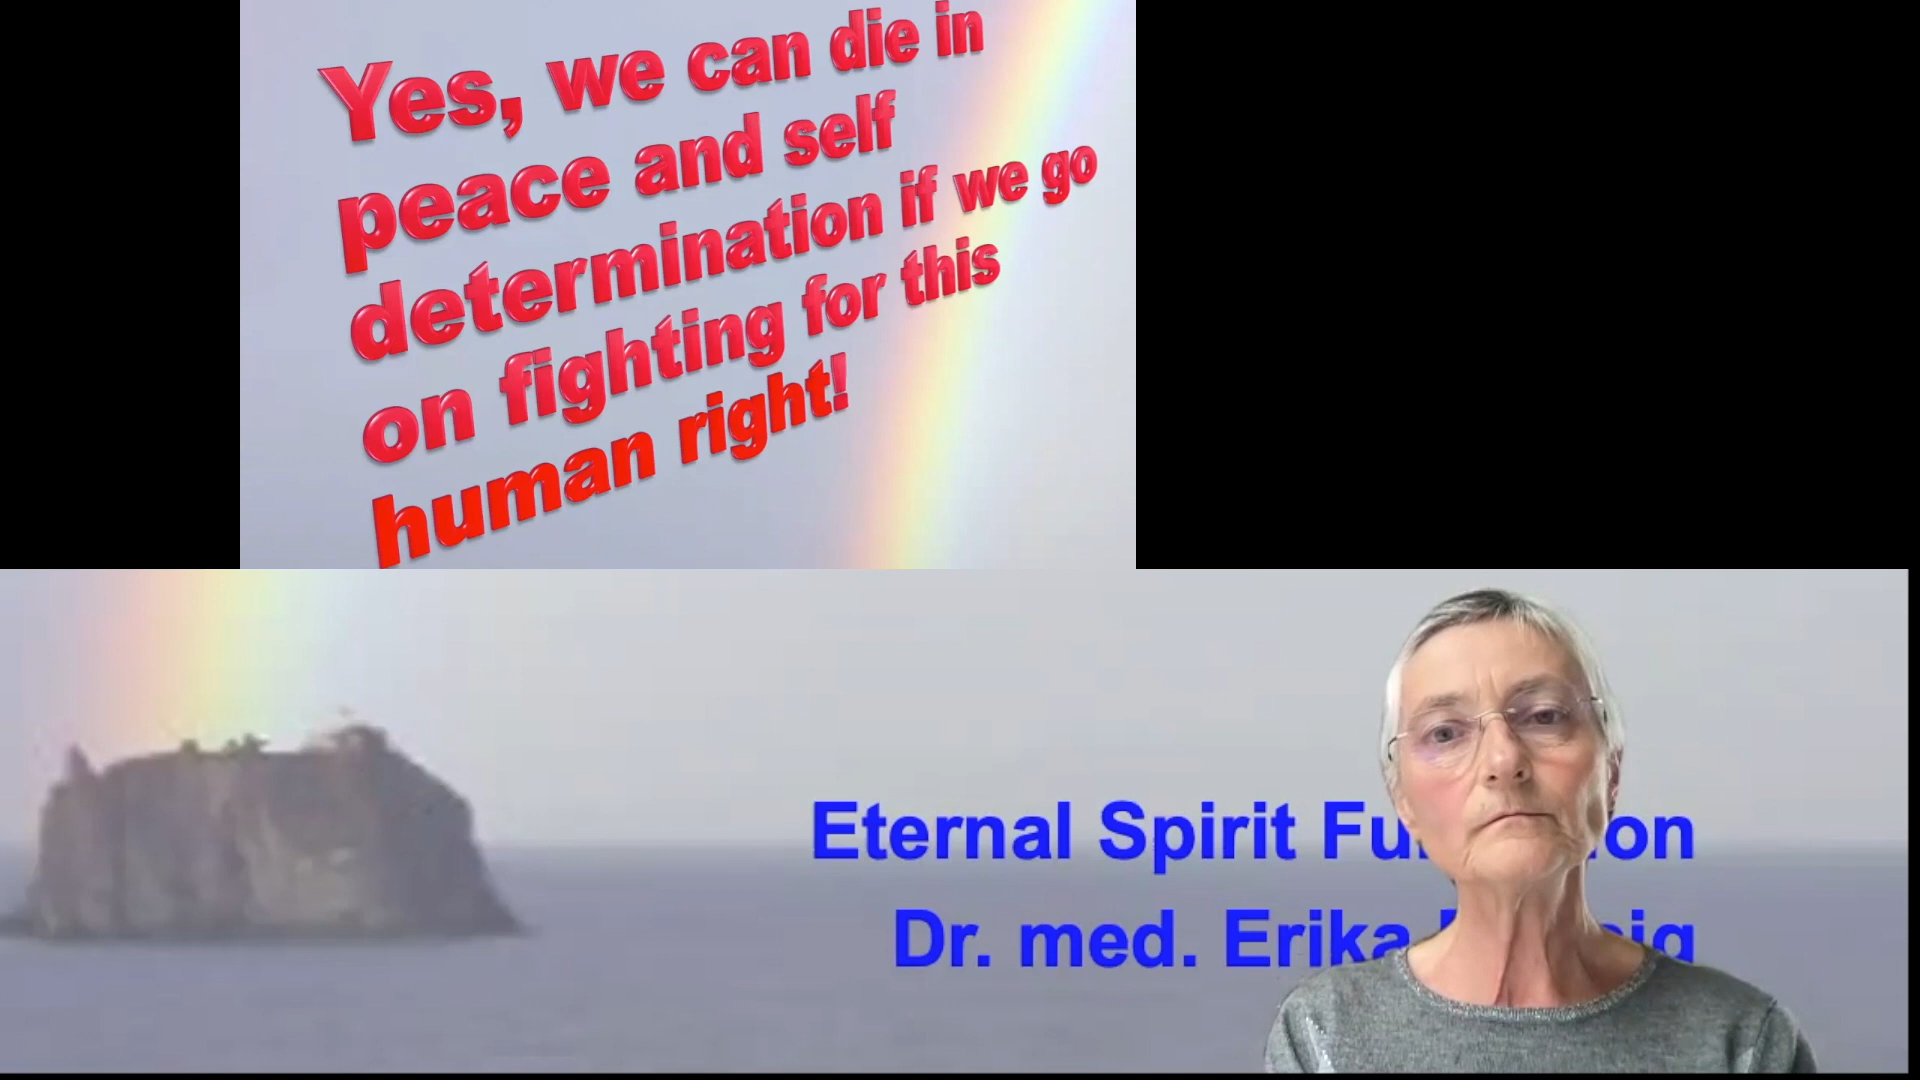 Yes, we can die in
peace and self
determination if we go
on fighting for this
human right!
Eternal Spirit
Dr. med. Erika